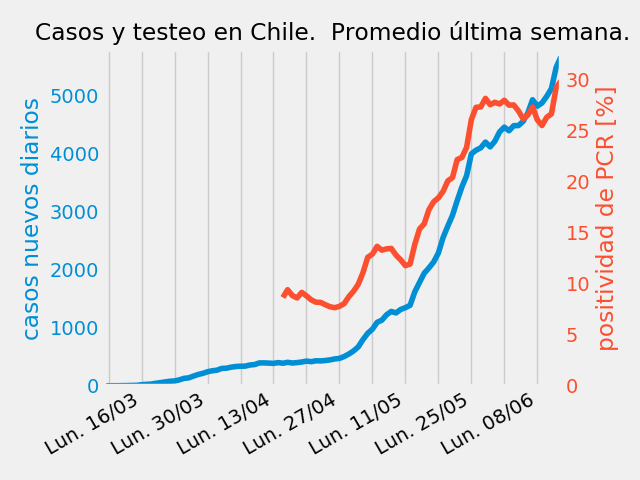 Casos y testeo en Chile.  Promedio última semana.
casos nuevos diarios
5000
4000
3000
2000
1000
0
positividad de PCR [%]
30
25
20
15
10
5
0
Lun. 16/03
Lun. 30/03
Lun. 13/04
Lun. 27/04
Lun. 11/05
Lun. 25/05
Lun. 08/06